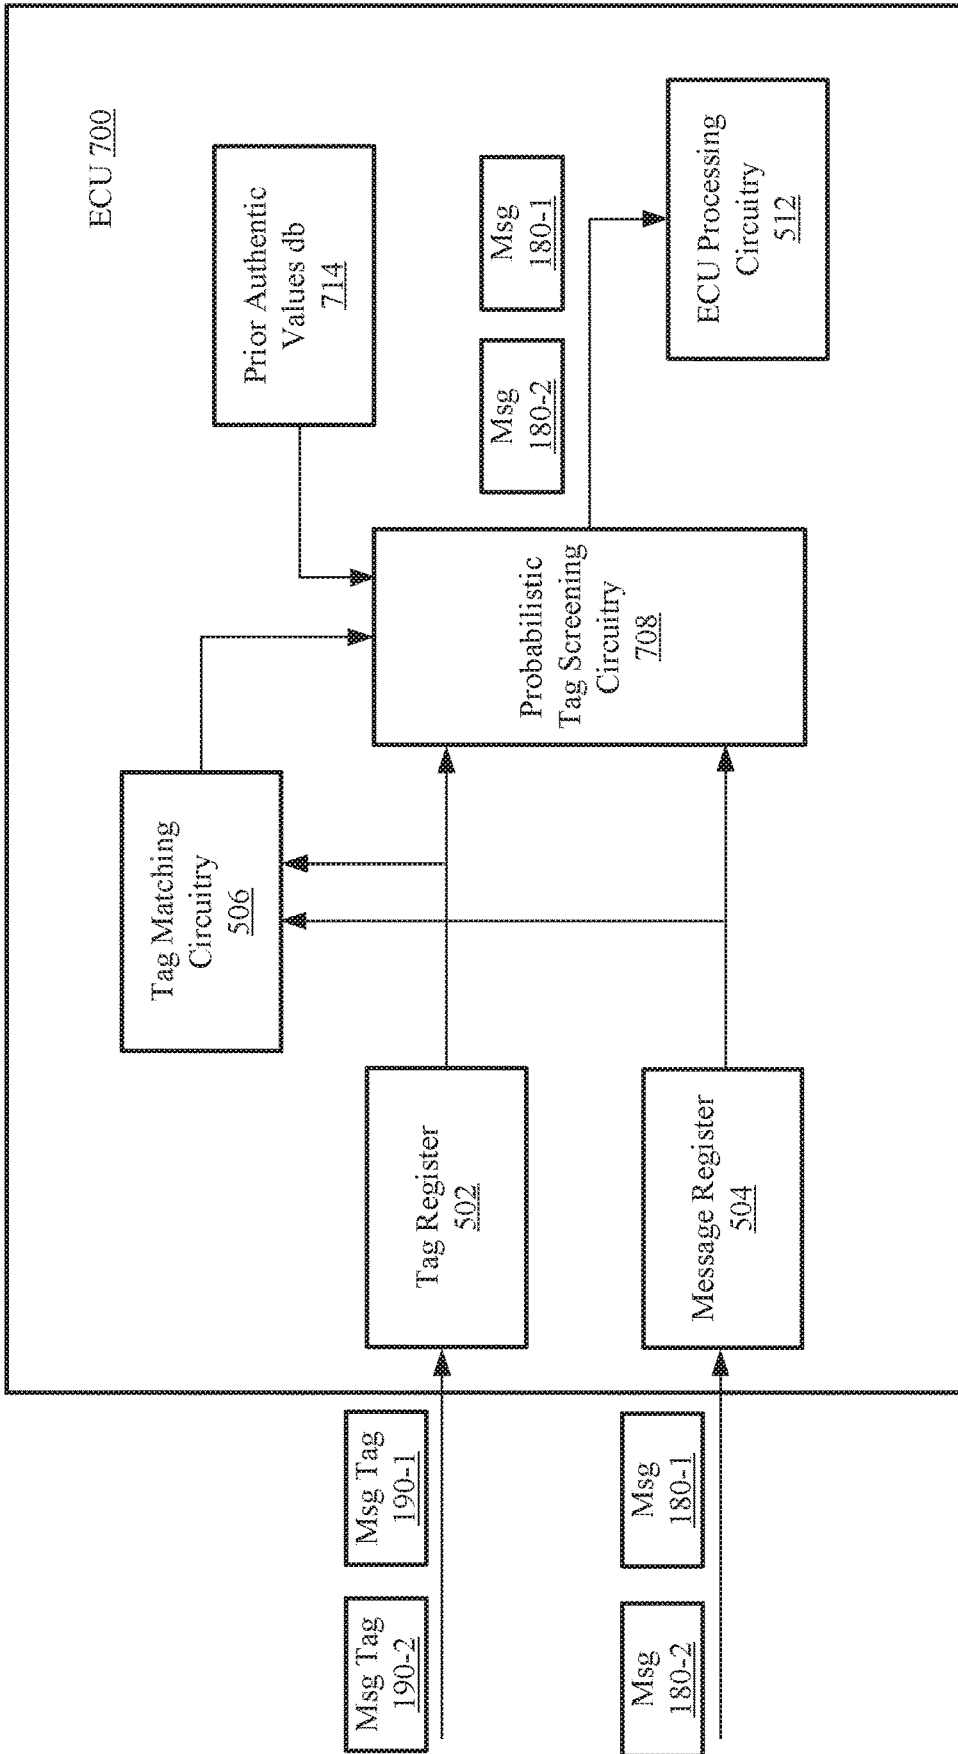 ECU 700
Prior Authentic
Values db
714
Tag Matching
Circuitry
506
Msg Tag
190-2
Msg Tag
190-1
Tag Register
502
Probabilistic
Tag Screening
Circuitry
708
Msg
180-2
Msg
180-1
Msg
180-2
Msg
180-1
Message Register
504
ECU Processing
Circuitry
512